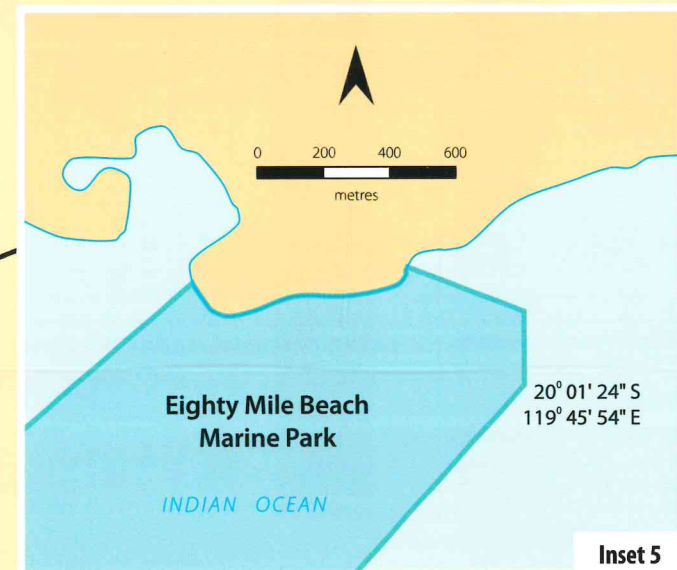 0 200 400 600
metres
20° 01' 24" S
119° 45' 54" E
Eighty Mile Beach
Marine Park
INDIAN OCEAN
Inset 5